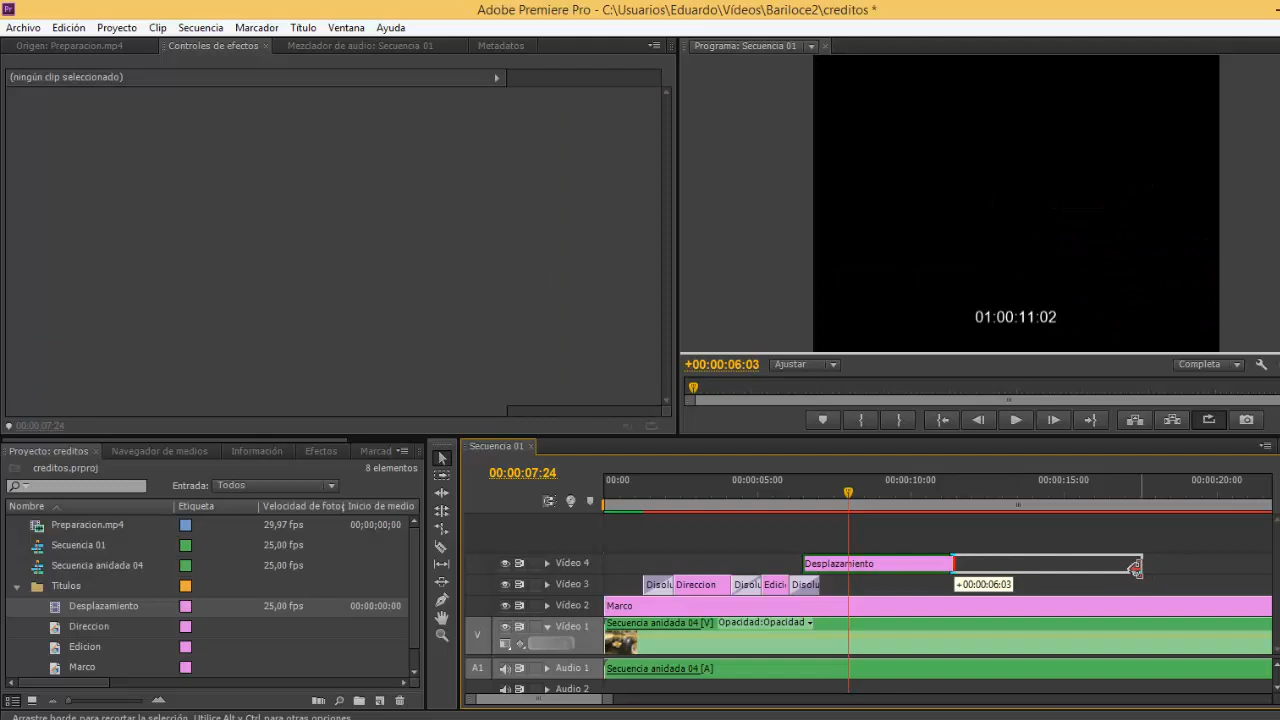 Adobe Premiere Pro - C:\Usuarios\Eduardo\Vídeos\Bariloce2\creditos *
Archivo Edición Proyecto Clip Secuencia Marcador Título Ventana Ayuda
Origen: Preparacion.mp4 Controles de efectos Mezclador de audio: Secuencia 01 Metadatos
Programa: Secuencia 01
(ningún clip seleccionado)
01:00:11:02
+00:00:06:03 Ajustar Completa
00:00:07:24
Proyecto: creditos Navegador de medios Información Efectos Marcad
creditos.prproj 8 elementos
Entrada: Todos
Nombre Etiqueta Velocidad de foto Inicio de medio
Preparacion.mp4 29,97 fps 00;00;00;00
Secuencia 01 25,00 fps
Secuencia anidada 04 25,00 fps
Titulos
Desplazamiento 25,00 fps 00:00:00:00
Direccion
Edicion
Marco
Secuencia 01
00:00:07:24
00:00 00:00:05:00 00:00:10:00 00:00:15:00 00:00:20:00
Vídeo 4 Desplazamiento
+00:00:06:03
Vídeo 3 Disolu Direccion Disolu Edici Disolu
Vídeo 2 Marco
V Vídeo 1 Secuencia anidada 04 [V] Opacidad:Opacidad
A1 Audio 1 Secuencia anidada 04 [A]
Audio 2
Arrastre borde para recortar la selección. Utilice Alt y Ctrl para otras opciones.